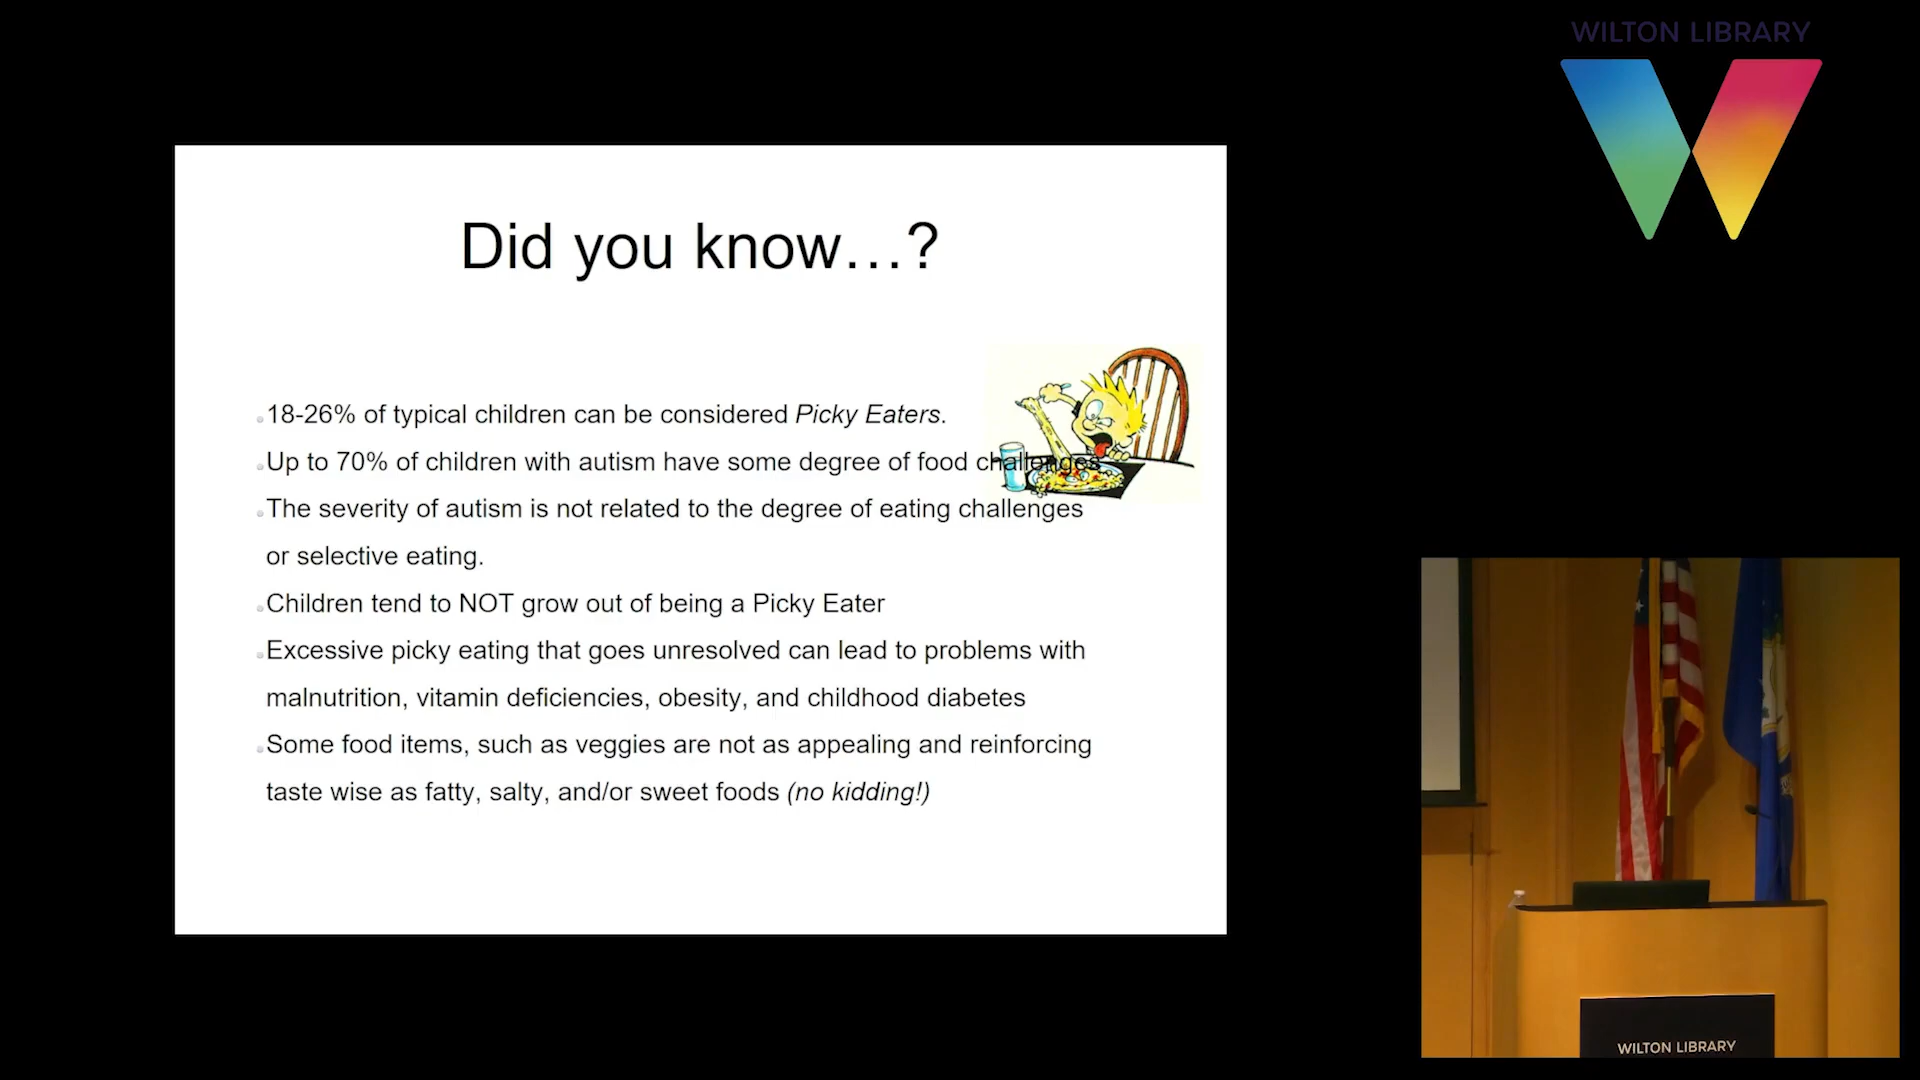 WILTON LIBRARY
Did you know…?
18-26% of typical children can be considered Picky Eaters.
Up to 70% of children with autism have some degree of food challenges
The severity of autism is not related to the degree of eating challenges
or selective eating.
Children tend to NOT grow out of being a Picky Eater
Excessive picky eating that goes unresolved can lead to problems with
malnutrition, vitamin deficiencies, obesity, and childhood diabetes
Some food items, such as veggies are not as appealing and reinforcing
taste wise as fatty, salty, and/or sweet foods (no kidding!)
WILTON LIBRARY